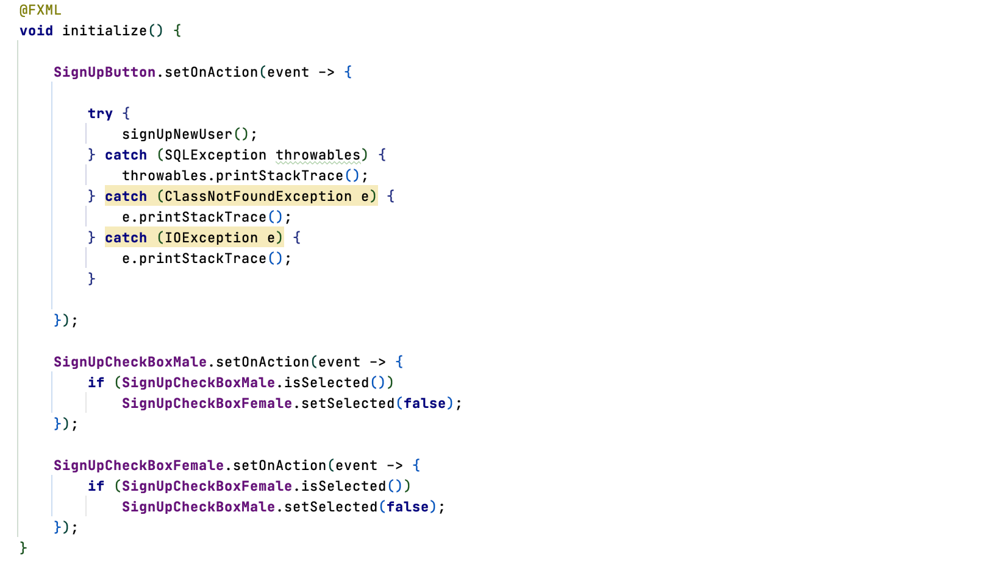 @FXML
void initialize() {
SignUpButton.setOnAction(event -> {
try {
signUpNewUser();
} catch (SQLException throwables) {
throwables.printStackTrace();
} catch (ClassNotFoundException e) {
e.printStackTrace();
} catch (IOException e) {
e.printStackTrace();
}
});
SignUpCheckBoxMale.setOnAction(event -> {
if (SignUpCheckBoxMale.isSelected())
SignUpCheckBoxFemale.setSelected(false);
});
SignUpCheckBoxFemale.setOnAction(event -> {
if (SignUpCheckBoxFemale.isSelected())
SignUpCheckBoxMale.setSelected(false);
});
}